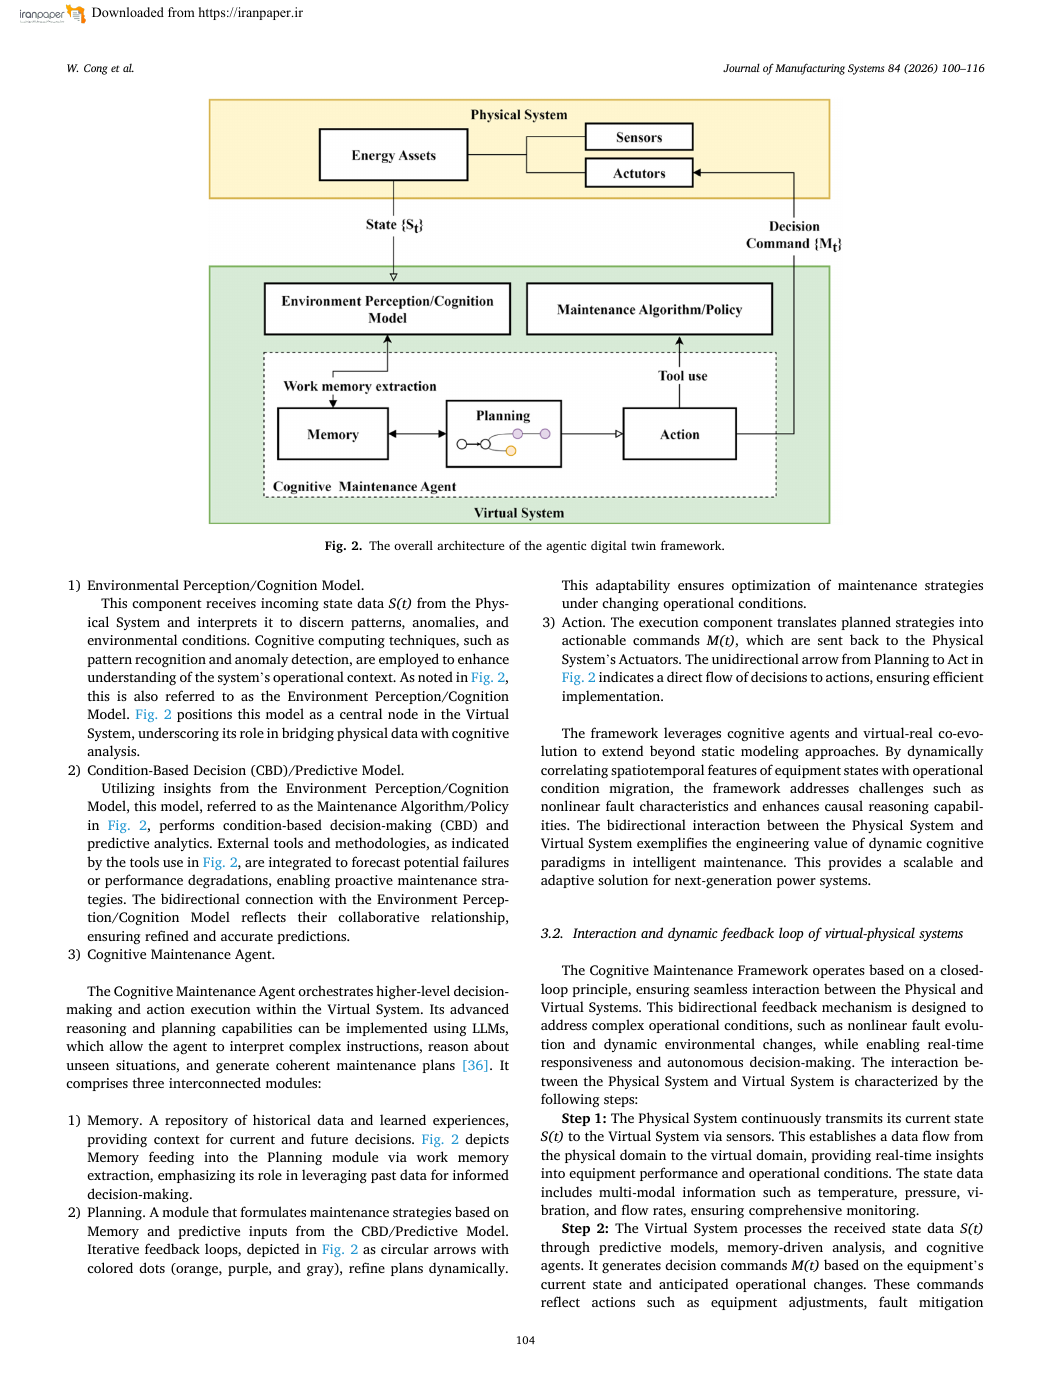 iranpaper Downloaded from https://iranpaper.ir
W. Cong et al.
Journal of Manufacturing Systems 84 (2026) 100–116
Physical System
Energy Assets
Sensors
Actutors
State {St}
Decision
Command {Mt}
Environment Perception/Cognition
Model
Maintenance Algorithm/Policy
Work memory extraction
Tool use
Memory
Planning
Action
Cognitive Maintenance Agent
Virtual System
Fig. 2. The overall architecture of the agentic digital twin framework.
1) Environmental Perception/Cognition Model.
This component receives incoming state data S(t) from the Phys-
ical System and interprets it to discern patterns, anomalies, and
environmental conditions. Cognitive computing techniques, such as
pattern recognition and anomaly detection, are employed to enhance
understanding of the system's operational context. As noted in Fig. 2,
this is also referred to as the Environment Perception/Cognition
Model. Fig. 2 positions this model as a central node in the Virtual
System, underscoring its role in bridging physical data with cognitive
analysis.
2) Condition-Based Decision (CBD)/Predictive Model.
Utilizing insights from the Environment Perception/Cognition
Model, this model, referred to as the Maintenance Algorithm/Policy
in Fig. 2, performs condition-based decision-making (CBD) and
predictive analytics. External tools and methodologies, as indicated
by the tools use in Fig. 2, are integrated to forecast potential failures
or performance degradations, enabling proactive maintenance stra-
tegies. The bidirectional connection with the Environment Percep-
tion/Cognition Model reflects their collaborative relationship,
ensuring refined and accurate predictions.
3) Cognitive Maintenance Agent.
The Cognitive Maintenance Agent orchestrates higher-level decision-
making and action execution within the Virtual System. Its advanced
reasoning and planning capabilities can be implemented using LLMs,
which allow the agent to interpret complex instructions, reason about
unseen situations, and generate coherent maintenance plans [36]. It
comprises three interconnected modules:
1) Memory. A repository of historical data and learned experiences,
providing context for current and future decisions. Fig. 2 depicts
Memory feeding into the Planning module via work memory
extraction, emphasizing its role in leveraging past data for informed
decision-making.
2) Planning. A module that formulates maintenance strategies based on
Memory and predictive inputs from the CBD/Predictive Model.
Iterative feedback loops, depicted in Fig. 2 as circular arrows with
colored dots (orange, purple, and gray), refine plans dynamically.
This adaptability ensures optimization of maintenance strategies
under changing operational conditions.
3) Action. The execution component translates planned strategies into
actionable commands M(t), which are sent back to the Physical
System's Actuators. The unidirectional arrow from Planning to Act in
Fig. 2 indicates a direct flow of decisions to actions, ensuring efficient
implementation.
The framework leverages cognitive agents and virtual-real co-evo-
lution to extend beyond static modeling approaches. By dynamically
correlating spatiotemporal features of equipment states with operational
condition migration, the framework addresses challenges such as
nonlinear fault characteristics and enhances causal reasoning capabil-
ities. The bidirectional interaction between the Physical System and
Virtual System exemplifies the engineering value of dynamic cognitive
paradigms in intelligent maintenance. This provides a scalable and
adaptive solution for next-generation power systems.
3.2. Interaction and dynamic feedback loop of virtual-physical systems
The Cognitive Maintenance Framework operates based on a closed-
loop principle, ensuring seamless interaction between the Physical and
Virtual Systems. This bidirectional feedback mechanism is designed to
address complex operational conditions, such as nonlinear fault evolu-
tion and dynamic environmental changes, while enabling real-time
responsiveness and autonomous decision-making. The interaction be-
tween the Physical System and Virtual System is characterized by the
following steps:
Step 1: The Physical System continuously transmits its current state
S(t) to the Virtual System via sensors. This establishes a data flow from
the physical domain to the virtual domain, providing real-time insights
into equipment performance and operational conditions. The state data
includes multi-modal information such as temperature, pressure, vi-
bration, and flow rates, ensuring comprehensive monitoring.
Step 2: The Virtual System processes the received state data S(t)
through predictive models, memory-driven analysis, and cognitive
agents. It generates decision commands M(t) based on the equipment's
current state and anticipated operational changes. These commands
reflect actions such as equipment adjustments, fault mitigation
104